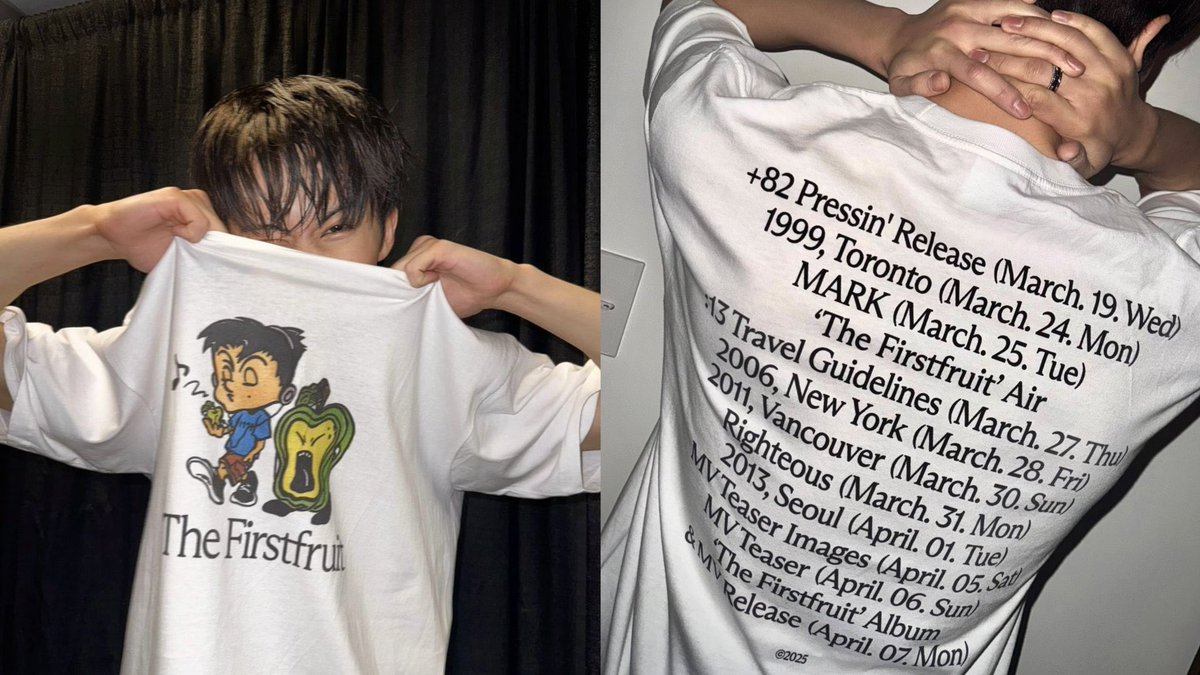 The Firstfruit
+82 Pressin' Release (March. 19. Wed)
1999, Toronto (March. 24. Mon)
MARK (March. 25. Tue)
‘The Firstfruit’ Air
:13 Travel Guidelines (March. 27. Thu)
2006, New York (March. 28. Fri)
2011, Vancouver (March. 30. Sun)
Righteous (March. 31. Mon)
2013, Seoul (April. 01. Tue)
MV Teaser Images (April. 05. Sat)
MV Teaser (April. 06. Sun)
‘The Firstfruit’ Album
& MV Release (April. 07. Mon)
©2025